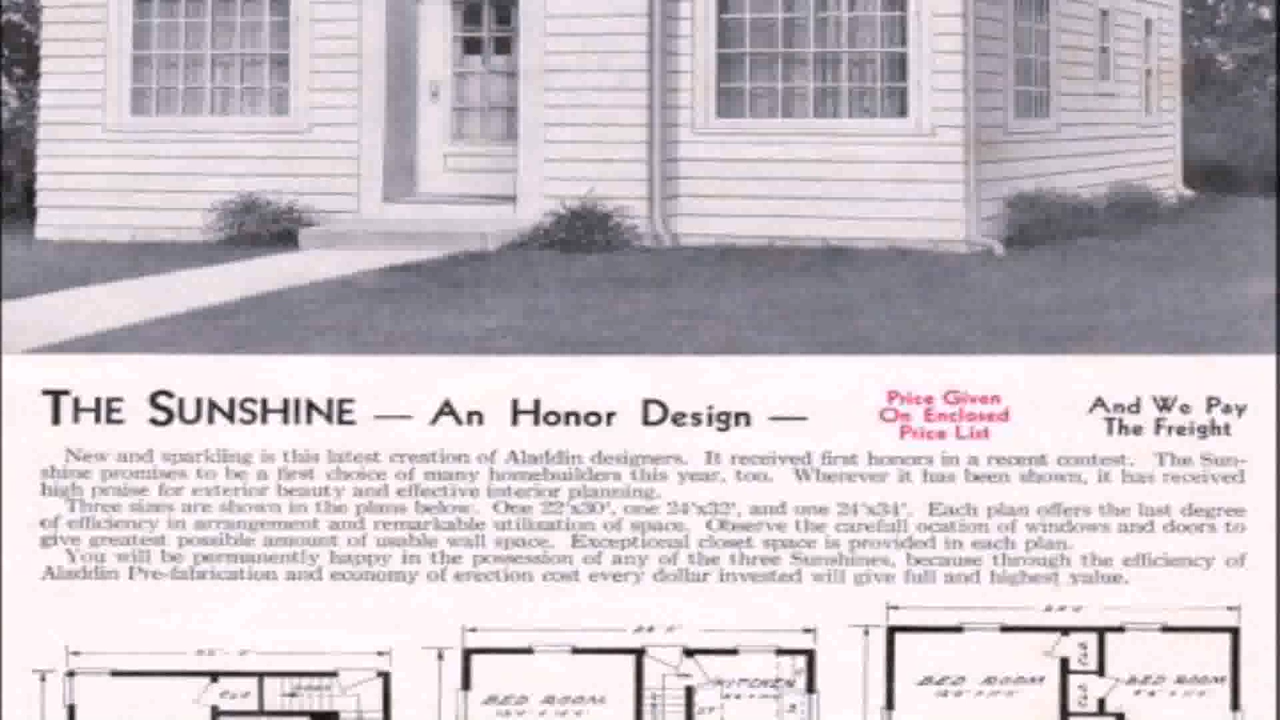 THE SUNSHINE — An Honor Design —
Price Given
On Enclosed
Price List
And We Pay
The Freight
New and sparkling is this latest creation of Aladdin designers. It received first honors in a recent contest. The Sun-
shine promises to be a first choice of many homebuilders this year, too. Wherever it has been shown, it has received
high praise for exterior beauty and effective interior planning.
Three sizes are shown in the plans below. One 22'x30', one 24'x32', and one 24'x34'. Each plan offers the last degree
of efficiency in arrangement and remarkable utilization of space. Observe the carefull ocation of windows and doors to
give greatest possible amount of usable wall space. Exceptional closet space is provided in each plan.
You will be permanently happy in the possession of any of the three Sunshines, because through the efficiency of
Aladdin Pre-fabrication and economy of erection cost every dollar invested will give full and highest value.
CLO
BED ROOM
KITCHEN
BED ROOM
CLO
CLO
BED ROOM